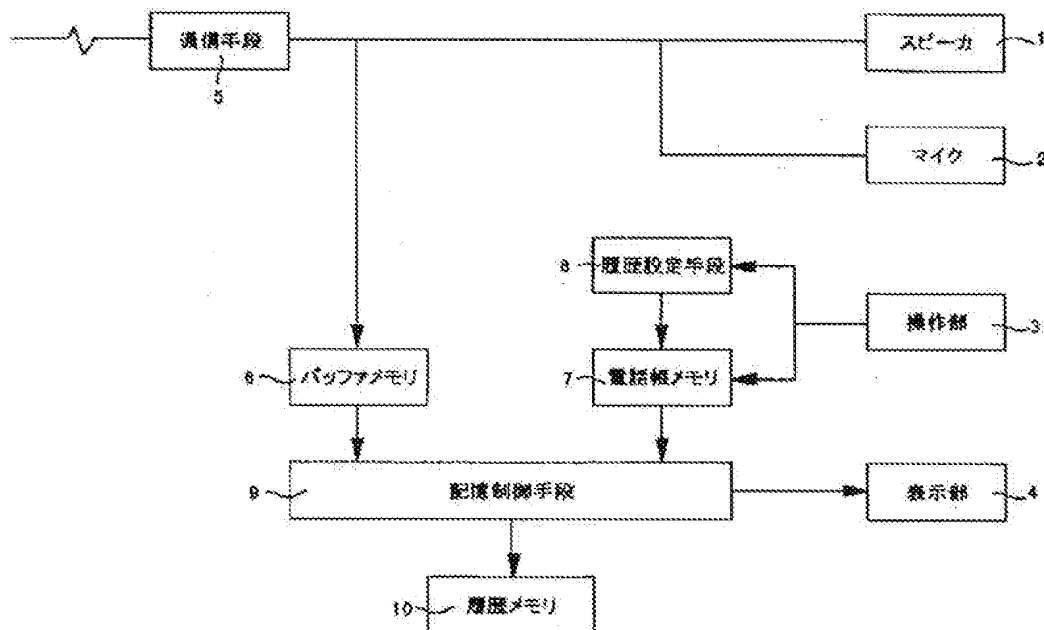 通信手段
5
スピーカ
1
マイク
2
8
履歴設定手段
操作部
3
6
バッファメモリ
7
電話帳メモリ
9
記憶制御手段
表示部
4
10
履歴メモリ